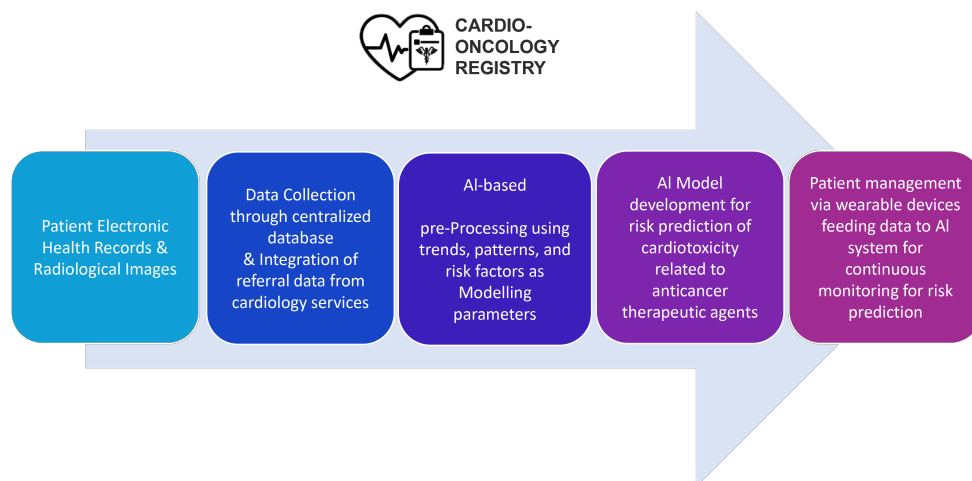 CARDIO-
ONCOLOGY
REGISTRY
Patient Electronic
Health Records &
Radiological Images
Data Collection
through centralized
database
& Integration of
referral data from
cardiology services
AI-based
pre-Processing using
trends, patterns, and
risk factors as
Modelling
parameters
AI Model
development for
risk prediction of
cardiotoxicity
related to
anticancer
therapeutic agents
Patient management
via wearable devices
feeding data to AI
system for
continuous
monitoring for risk
prediction